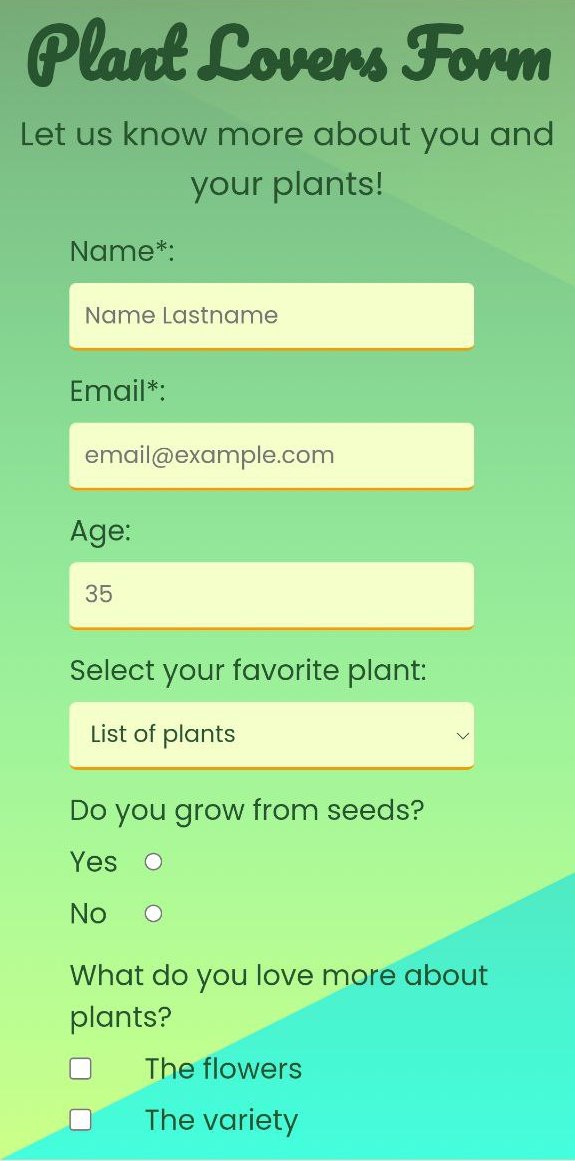 Plant Lovers Form
Let us know more about you and
your plants!
Name*:
Name Lastname
Email*:
email@example.com
Age:
35
Select your favorite plant:
List of plants
Do you grow from seeds?
Yes
No
What do you love more about
plants?
The flowers
The variety